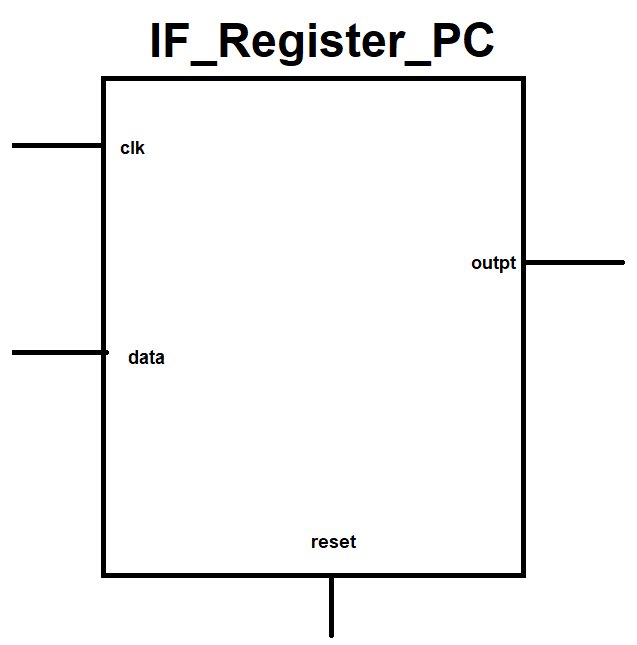 IF_Register_PC
clk
outpt
data
reset